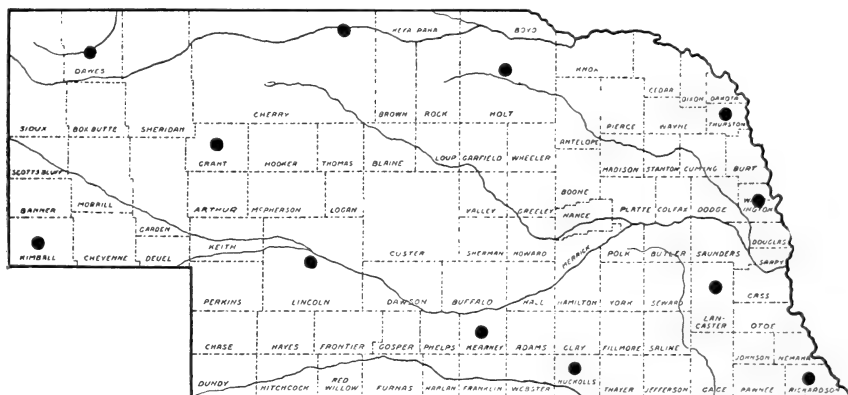 KEYA PAHA BOYD
DAWES KNOX
CEDAR
DIXON DAKOTA
SIOUX BOX BUTTE SHERIDAN CHERRY BROWN ROCK HOLT PIERCE WAYNE THURSTON
ANTELOPE
SCOTTS BLUFF GRANT HOOKER THOMAS BLAINE LOUP GARFIELD WHEELER MADISON STANTON CUMING BURT
BOONE
BANNER MORRILL ARTHUR MCPHERSON LOGAN VALLEY GREELEY NANCE PLATTE COLFAX DODGE WASHINGTON
GARDEN
KEITH DOUGLAS
KIMBALL CHEYENNE DEUEL CUSTER SHERMAN HOWARD MERRICK POLK BUTLER SAUNDERS SARPY
PERKINS LINCOLN DAWSON BUFFALO HALL HAMILTON YORK SEWARD CASS
LAN-
CASTER OTOE
CHASE HAYES FRONTIER GOSPER PHELPS KEARNEY ADAMS CLAY FILLMORE SALINE
JOHNSON NEMAHA
DUNDY HITCHCOCK RED
WILLOW FURNAS HARLAN FRANKLIN WEBSTER NUCKOLLS THAYER JEFFERSON GAGE PAWNEE RICHARDSON